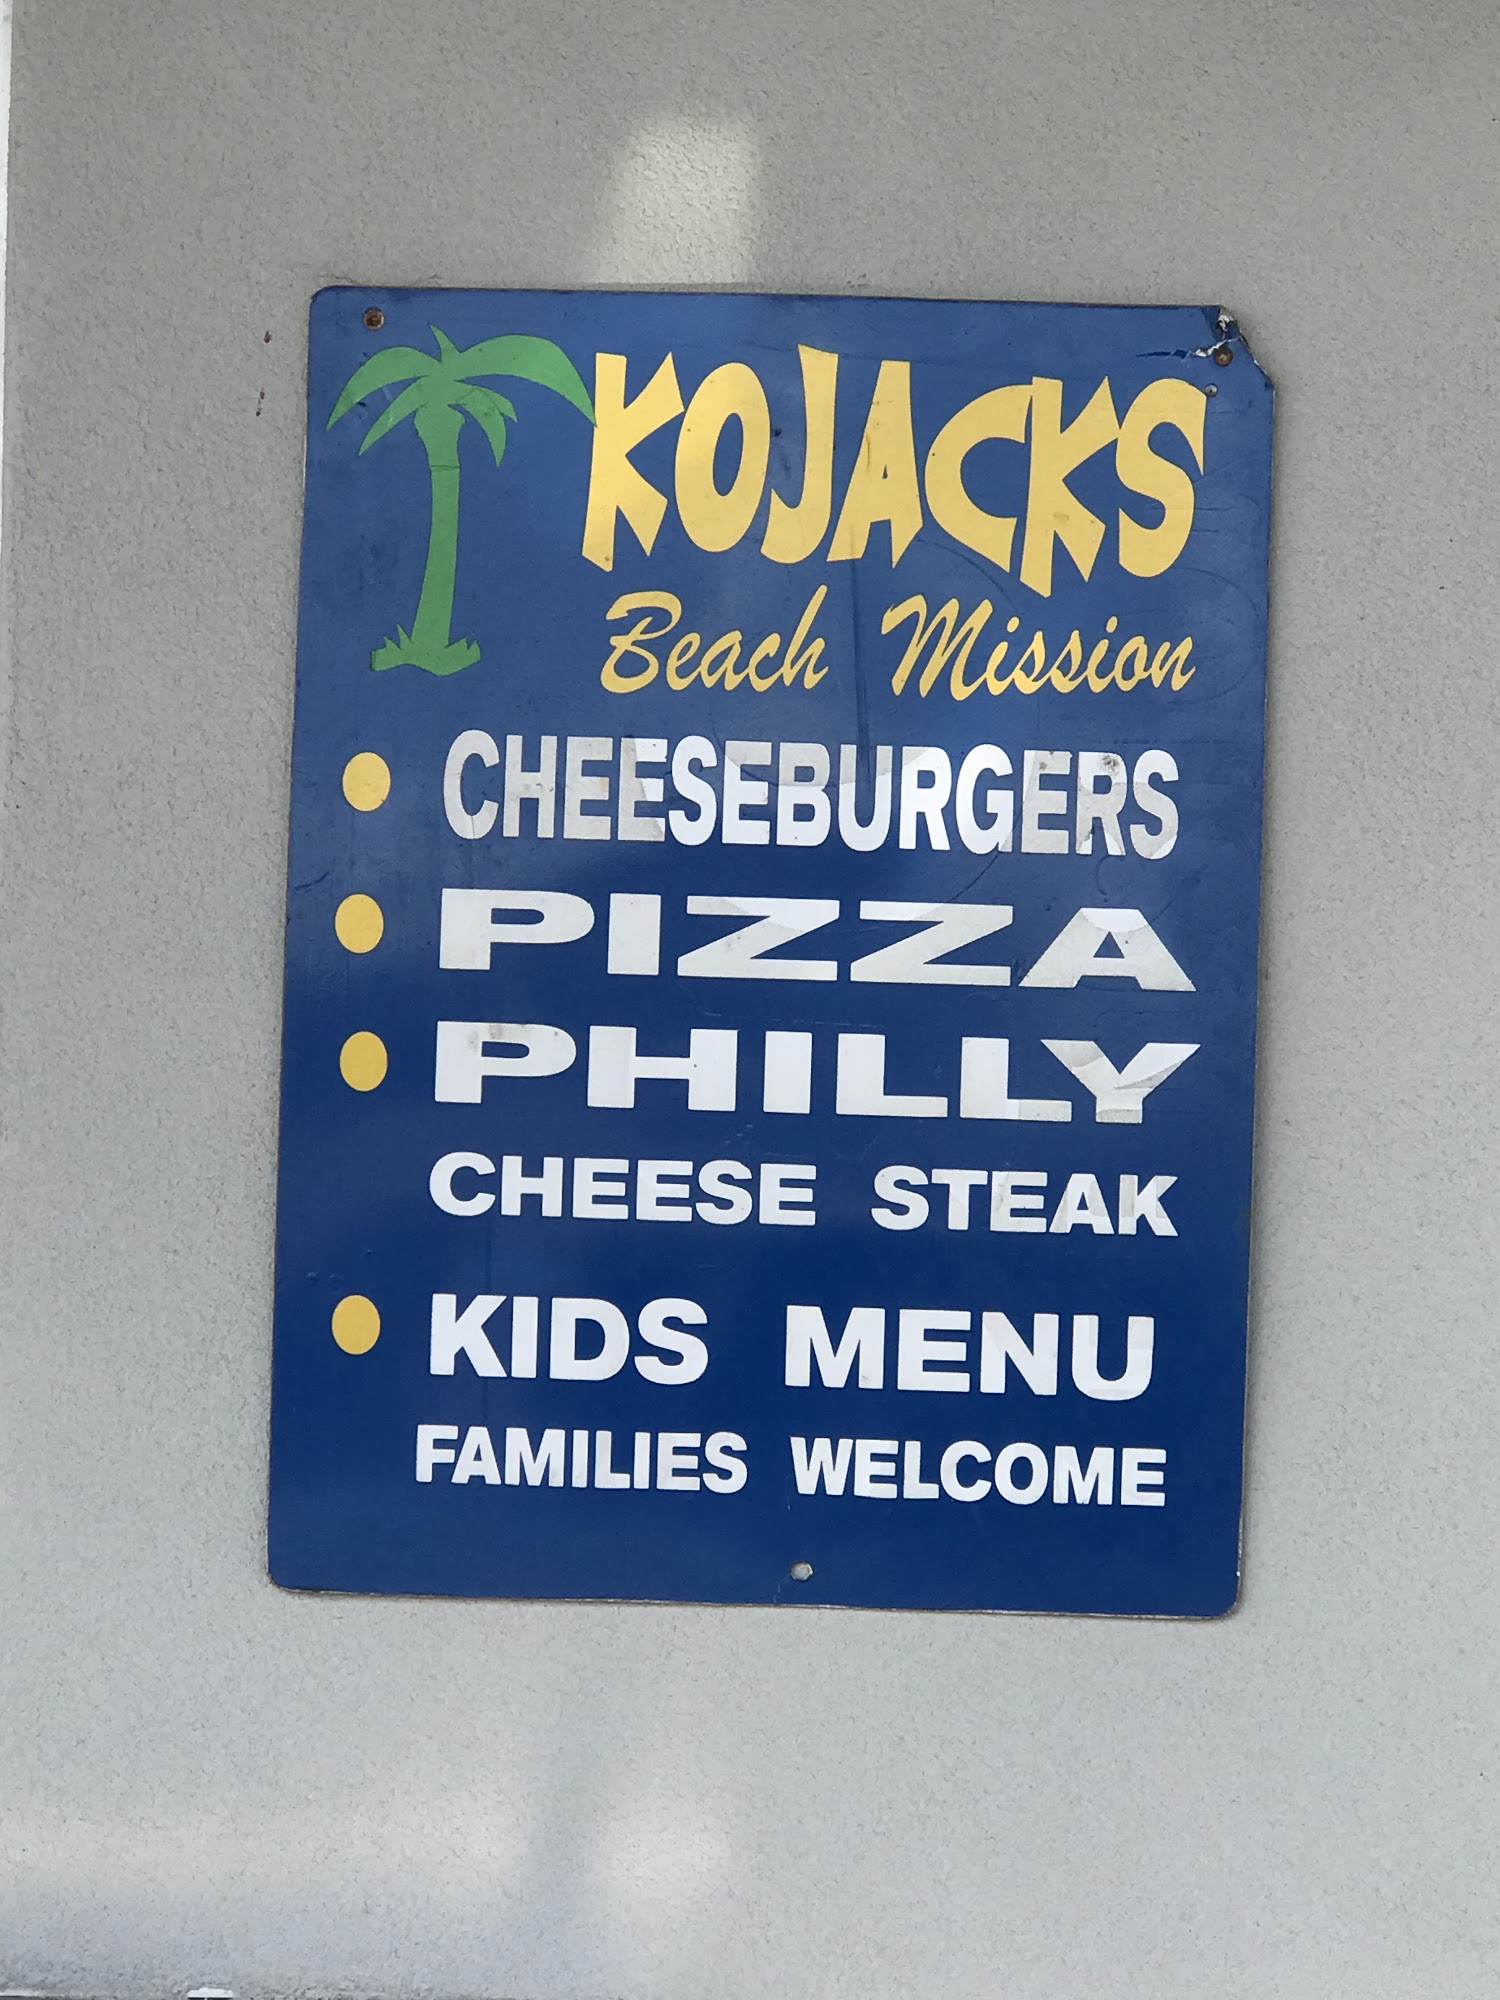 KOJACKS
Beach Mission
CHEESEBURGERS
PIZZA
PHILLY
CHEESE STEAK
KIDS MENU
FAMILIES WELCOME